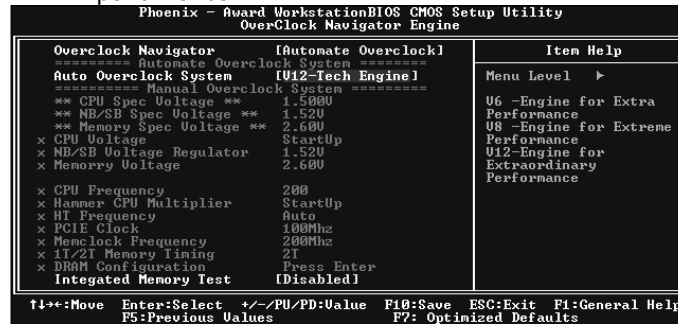 Phoenix - Award WorkstationBIOS CMOS Setup Utility
OverClock Navigator Engine
Overclock Navigator [Automate Overclock]
========= Automate Overclock System ========
Auto Overclock System [V12-Tech Engine]
========== Manual Overclock System =========
** CPU Spec Voltage ** 1.500V
** NB/SB Spec Voltage ** 1.52V
** Memory Spec Voltage ** 2.60V
x CPU Voltage StartUp
x NB/SB Voltage Regulator 1.52V
x Memorry Voltage 2.60V
x CPU Frequency 200
x Hammer CPU Multiplier StartUp
x HT Frequency Auto
x PCIE Clock 100Mhz
x Memclock Frequency 200Mhz
x 1T/2T Memory Timing 2T
x DRAM Configuration Press Enter
Integated Memory Test [Disabled]
Item Help
Menu Level ►
V6 -Engine for Extra
Performance
V8 -Engine for Extreme
Performance
V12-Engine for
Extraordinary
Performance
↑↓→←:Move Enter:Select +/-/PU/PD:Value F10:Save ESC:Exit F1:General Help
F5:Previous Values F7: Optimized Defaults